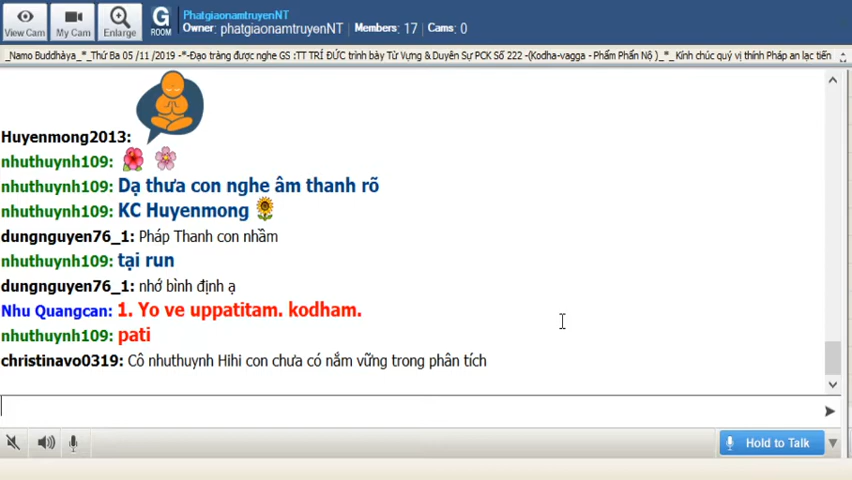 View Cam
My Cam
Enlarge
G
ROOM
PhatgiaonamtruyenNT
Owner: phatgiaonamtruyenNT Members: 17 Cams: 0
_Namo Buddhàya_*_Thứ Ba 05 /11 /2019 -*-Đạo tràng được nghe GS :TT TRÍ ĐỨC trình bày Từ Vựng & Duyên Sự PCK Số 222 -(Kodha-vagga - Phẩm Phẫn Nộ )_*_ Kính chúc quý vị thính Pháp an lạc tiến
Huyenmong2013:
nhuthuynh109:
nhuthuynh109: Dạ thưa con nghe âm thanh rõ
nhuthuynh109: KC Huyenmong
dungnguyen76_1: Pháp Thanh con nhầm
nhuthuynh109: tại run
dungnguyen76_1: nhớ bình định ạ
Nhu Quangcan: 1. Yo ve uppatitam. kodham.
nhuthuynh109: pati
christinavo0319: Cô nhuthuynh Hihi con chưa có nắm vững trong phân tích
Hold to Talk